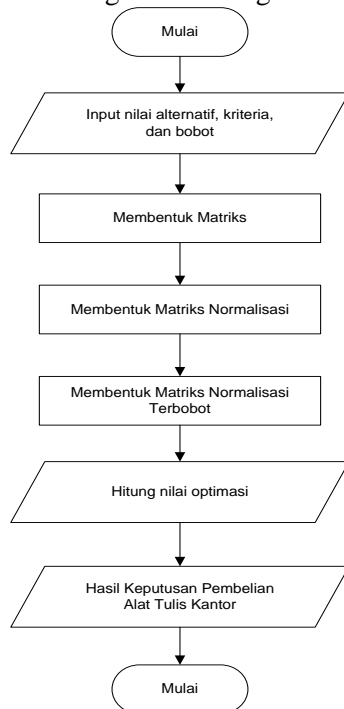 Mulai
Input nilai alternatif, kriteria,
dan bobot
Membentuk Matriks
Membentuk Matriks Normalisasi
Membentuk Matriks Normalisasi
Terbobot
Hitung nilai optimasi
Hasil Keputusan Pembelian
Alat Tulis Kantor
Mulai